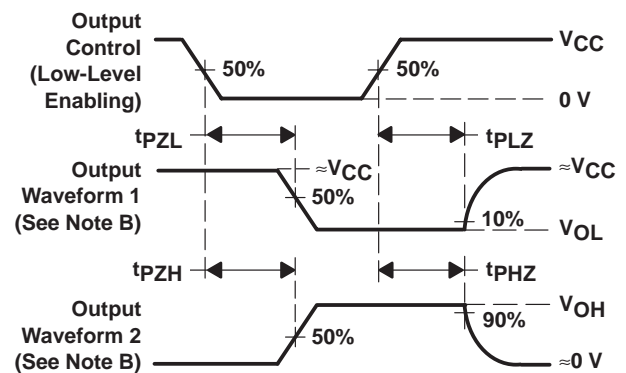 Output
Control
(Low-Level
Enabling)
50%
50%
VCC
0 V
tPZL
tPLZ
Output
Waveform 1
(See Note B)
≈VCC
50%
≈VCC
10%
VOL
tPZH
tPHZ
Output
Waveform 2
(See Note B)
50%
VOH
90%
≈0 V